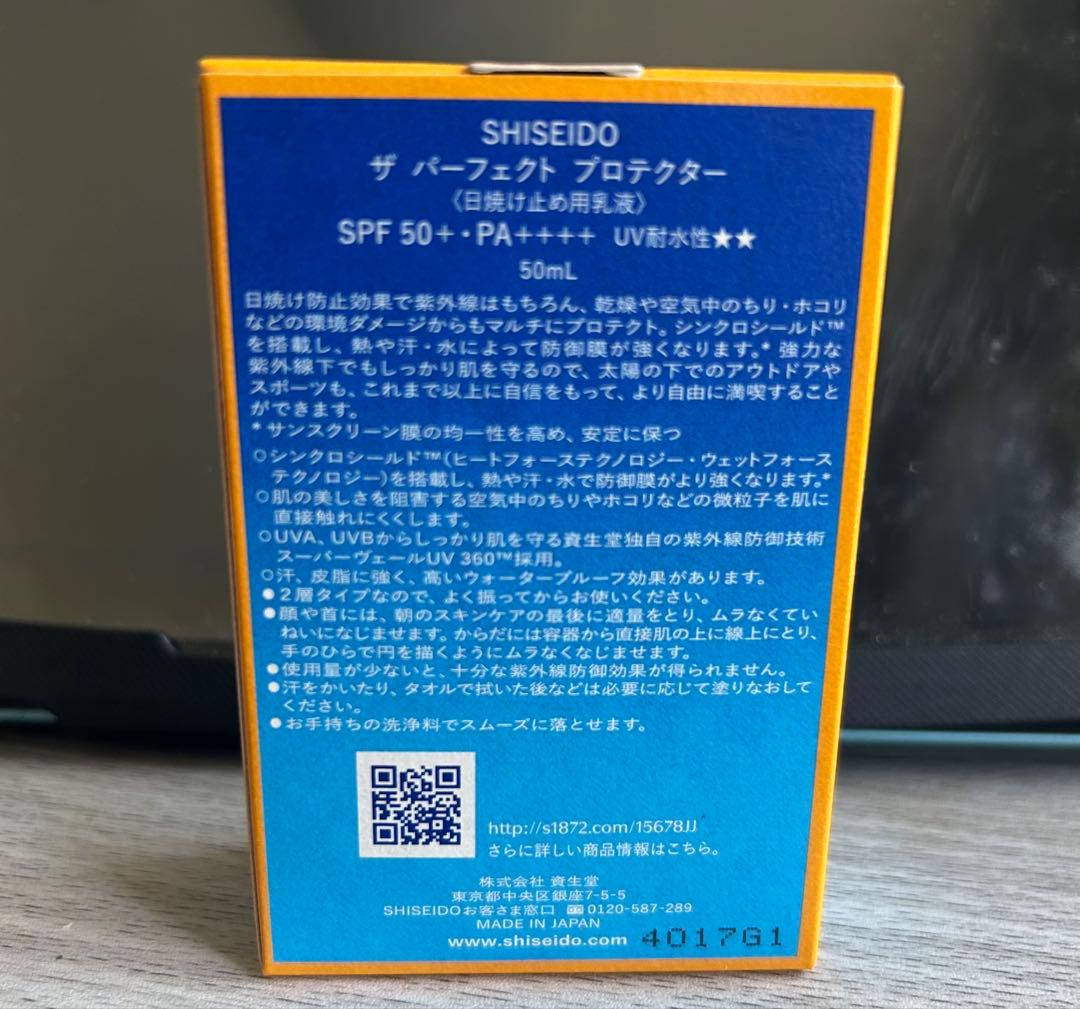 SHISEIDO
ザ パーフェクト プロテクター
〈日焼け止め用乳液〉
SPF 50+・PA++++ UV耐水性★★
50mL
日焼け防止効果で紫外線はもちろん、乾燥や空気中のちり・ホコリ
などの環境ダメージからもマルチにプロテクト。シンクロシールド™
を搭載し、熱や汗・水によって防御膜が強くなります。* 強力な
紫外線下でもしっかり肌を守るので、太陽の下でのアウトドアや
スポーツも、これまで以上に自信をもって、より自由に満喫すること
ができます。
* サンスクリーン膜の均一性を高め、安定に保つ
○シンクロシールド™(ヒートフォーステクノロジー・ウェットフォース
テクノロジー)を搭載し、熱や汗・水で防御膜がより強くなります。*
○肌の美しさを阻害する空気中のちりやホコリなどの微粒子を肌に
直接触れにくくします。
○UVA、UVBからしっかり肌を守る資生堂独自の紫外線防御技術
スーパーヴェールUV 360™採用。
○汗、皮脂に強く、高いウォータープルーフ効果があります。
●2層タイプなので、よく振ってからお使いください。
●顔や首には、朝のスキンケアの最後に適量をとり、ムラなくてい
ねいになじませます。からだには容器から直接肌の上に線上にとり、
手のひらで円を描くようにムラなくなじませます。
●使用量が少ないと、十分な紫外線防御効果が得られません。
●汗をかいたり、タオルで拭いた後などは必要に応じて塗りなおして
ください。
●お手持ちの洗浄料でスムーズに落とせます。
http://s1872.com/15678JJ
さらに詳しい商品情報はこちら。
株式会社 資生堂
東京都中央区銀座7-5-5
SHISEIDOお客さま窓口 0120-587-289
MADE IN JAPAN
www.shiseido.com 4017G1